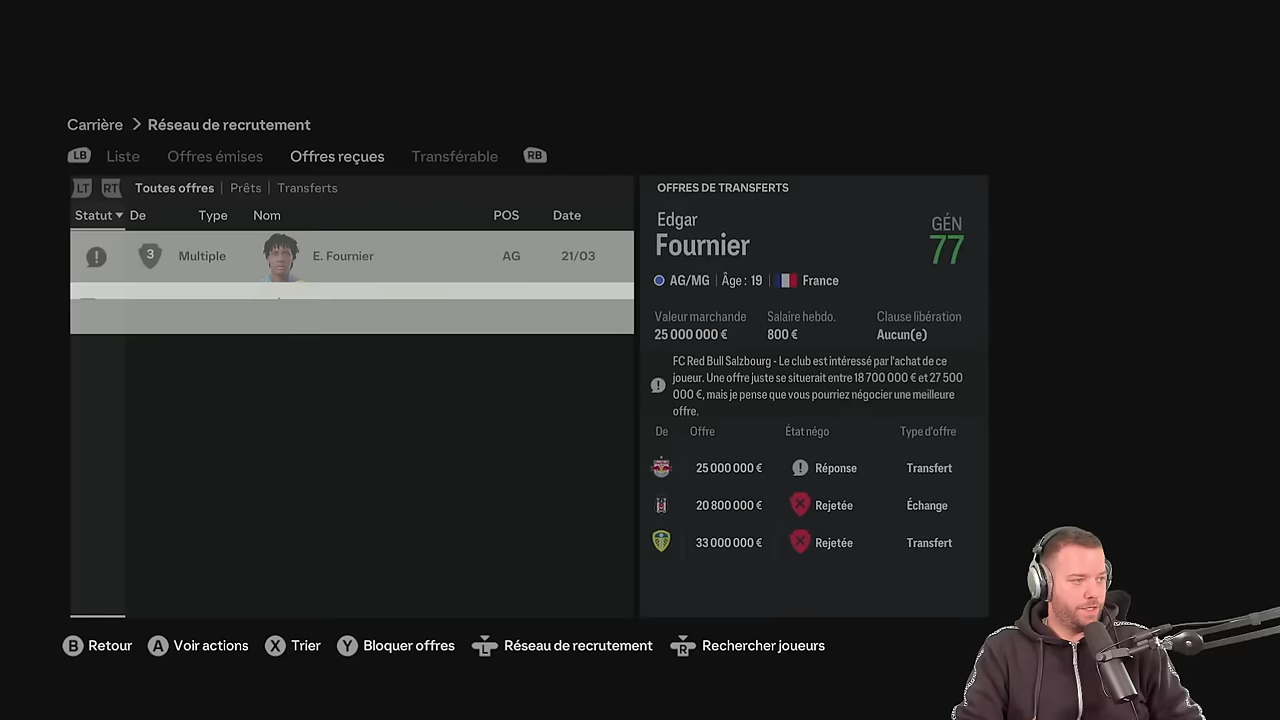 Carrière > Réseau de recrutement
LB Liste Offres émises Offres reçues Transférable RB
LT RT Toutes offres | Prêts | Transferts
Statut De Type Nom POS Date
3 Multiple E. Fournier AG 21/03
OFFRES DE TRANSFERTS
Edgar
Fournier
GÉN
77
AG/MG | Âge : 19 | France
Valeur marchande Salaire hebdo. Clause libération
25 000 000 € 800 € Aucun(e)
FC Red Bull Salzbourg - Le club est intéressé par l'achat de ce
joueur. Une offre juste se situerait entre 18 700 000 € et 27 500
000 €, mais je pense que vous pourriez négocier une meilleure
offre.
De Offre État négo Type d'offre
25 000 000 € Réponse Transfert
20 800 000 € Rejetée Échange
33 000 000 € Rejetée Transfert
B Retour A Voir actions X Trier Y Bloquer offres L Réseau de recrutement R Rechercher joueurs